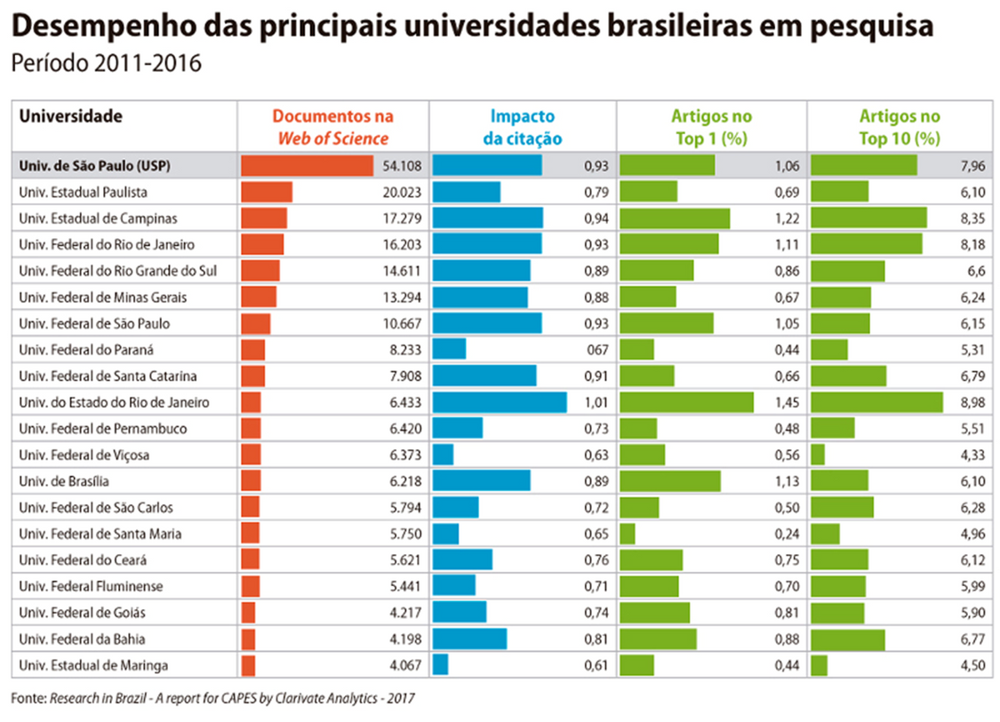 Desempenho das principais universidades brasileiras em pesquisa
Período 2011-2016
Universidade Documentos na Web of Science Impacto da citação Artigos no Top 1 (%) Artigos no Top 10 (%)
Univ. de São Paulo (USP) 54.108 0,93 1,06 7,96
Univ. Estadual Paulista 20.023 0,79 0,69 6,10
Univ. Estadual de Campinas 17.279 0,94 1,22 8,35
Univ. Federal do Rio de Janeiro 16.203 0,93 1,11 8,18
Univ. Federal do Rio Grande do Sul 14.611 0,89 0,86 6,6
Univ. Federal de Minas Gerais 13.294 0,88 0,67 6,24
Univ. Federal de São Paulo 10.667 0,93 1,05 6,15
Univ. Federal do Paraná 8.233 067 0,44 5,31
Univ. Federal de Santa Catarina 7.908 0,91 0,66 6,79
Univ. do Estado do Rio de Janeiro 6.433 1,01 1,45 8,98
Univ. Federal de Pernambuco 6.420 0,73 0,48 5,51
Univ. Federal de Viçosa 6.373 0,63 0,56 4,33
Univ. de Brasília 6.218 0,89 1,13 6,10
Univ. Federal de São Carlos 5.794 0,72 0,50 6,28
Univ. Federal de Santa Maria 5.750 0,65 0,24 4,96
Univ. Federal do Ceará 5.621 0,76 0,75 6,12
Univ. Federal Fluminense 5.441 0,71 0,70 5,99
Univ. Federal de Goiás 4.217 0,74 0,81 5,90
Univ. Federal da Bahia 4.198 0,81 0,88 6,77
Univ. Estadual de Maringa 4.067 0,61 0,44 4,50
Fonte: Research in Brazil - A report for CAPES by Clarivate Analytics - 2017